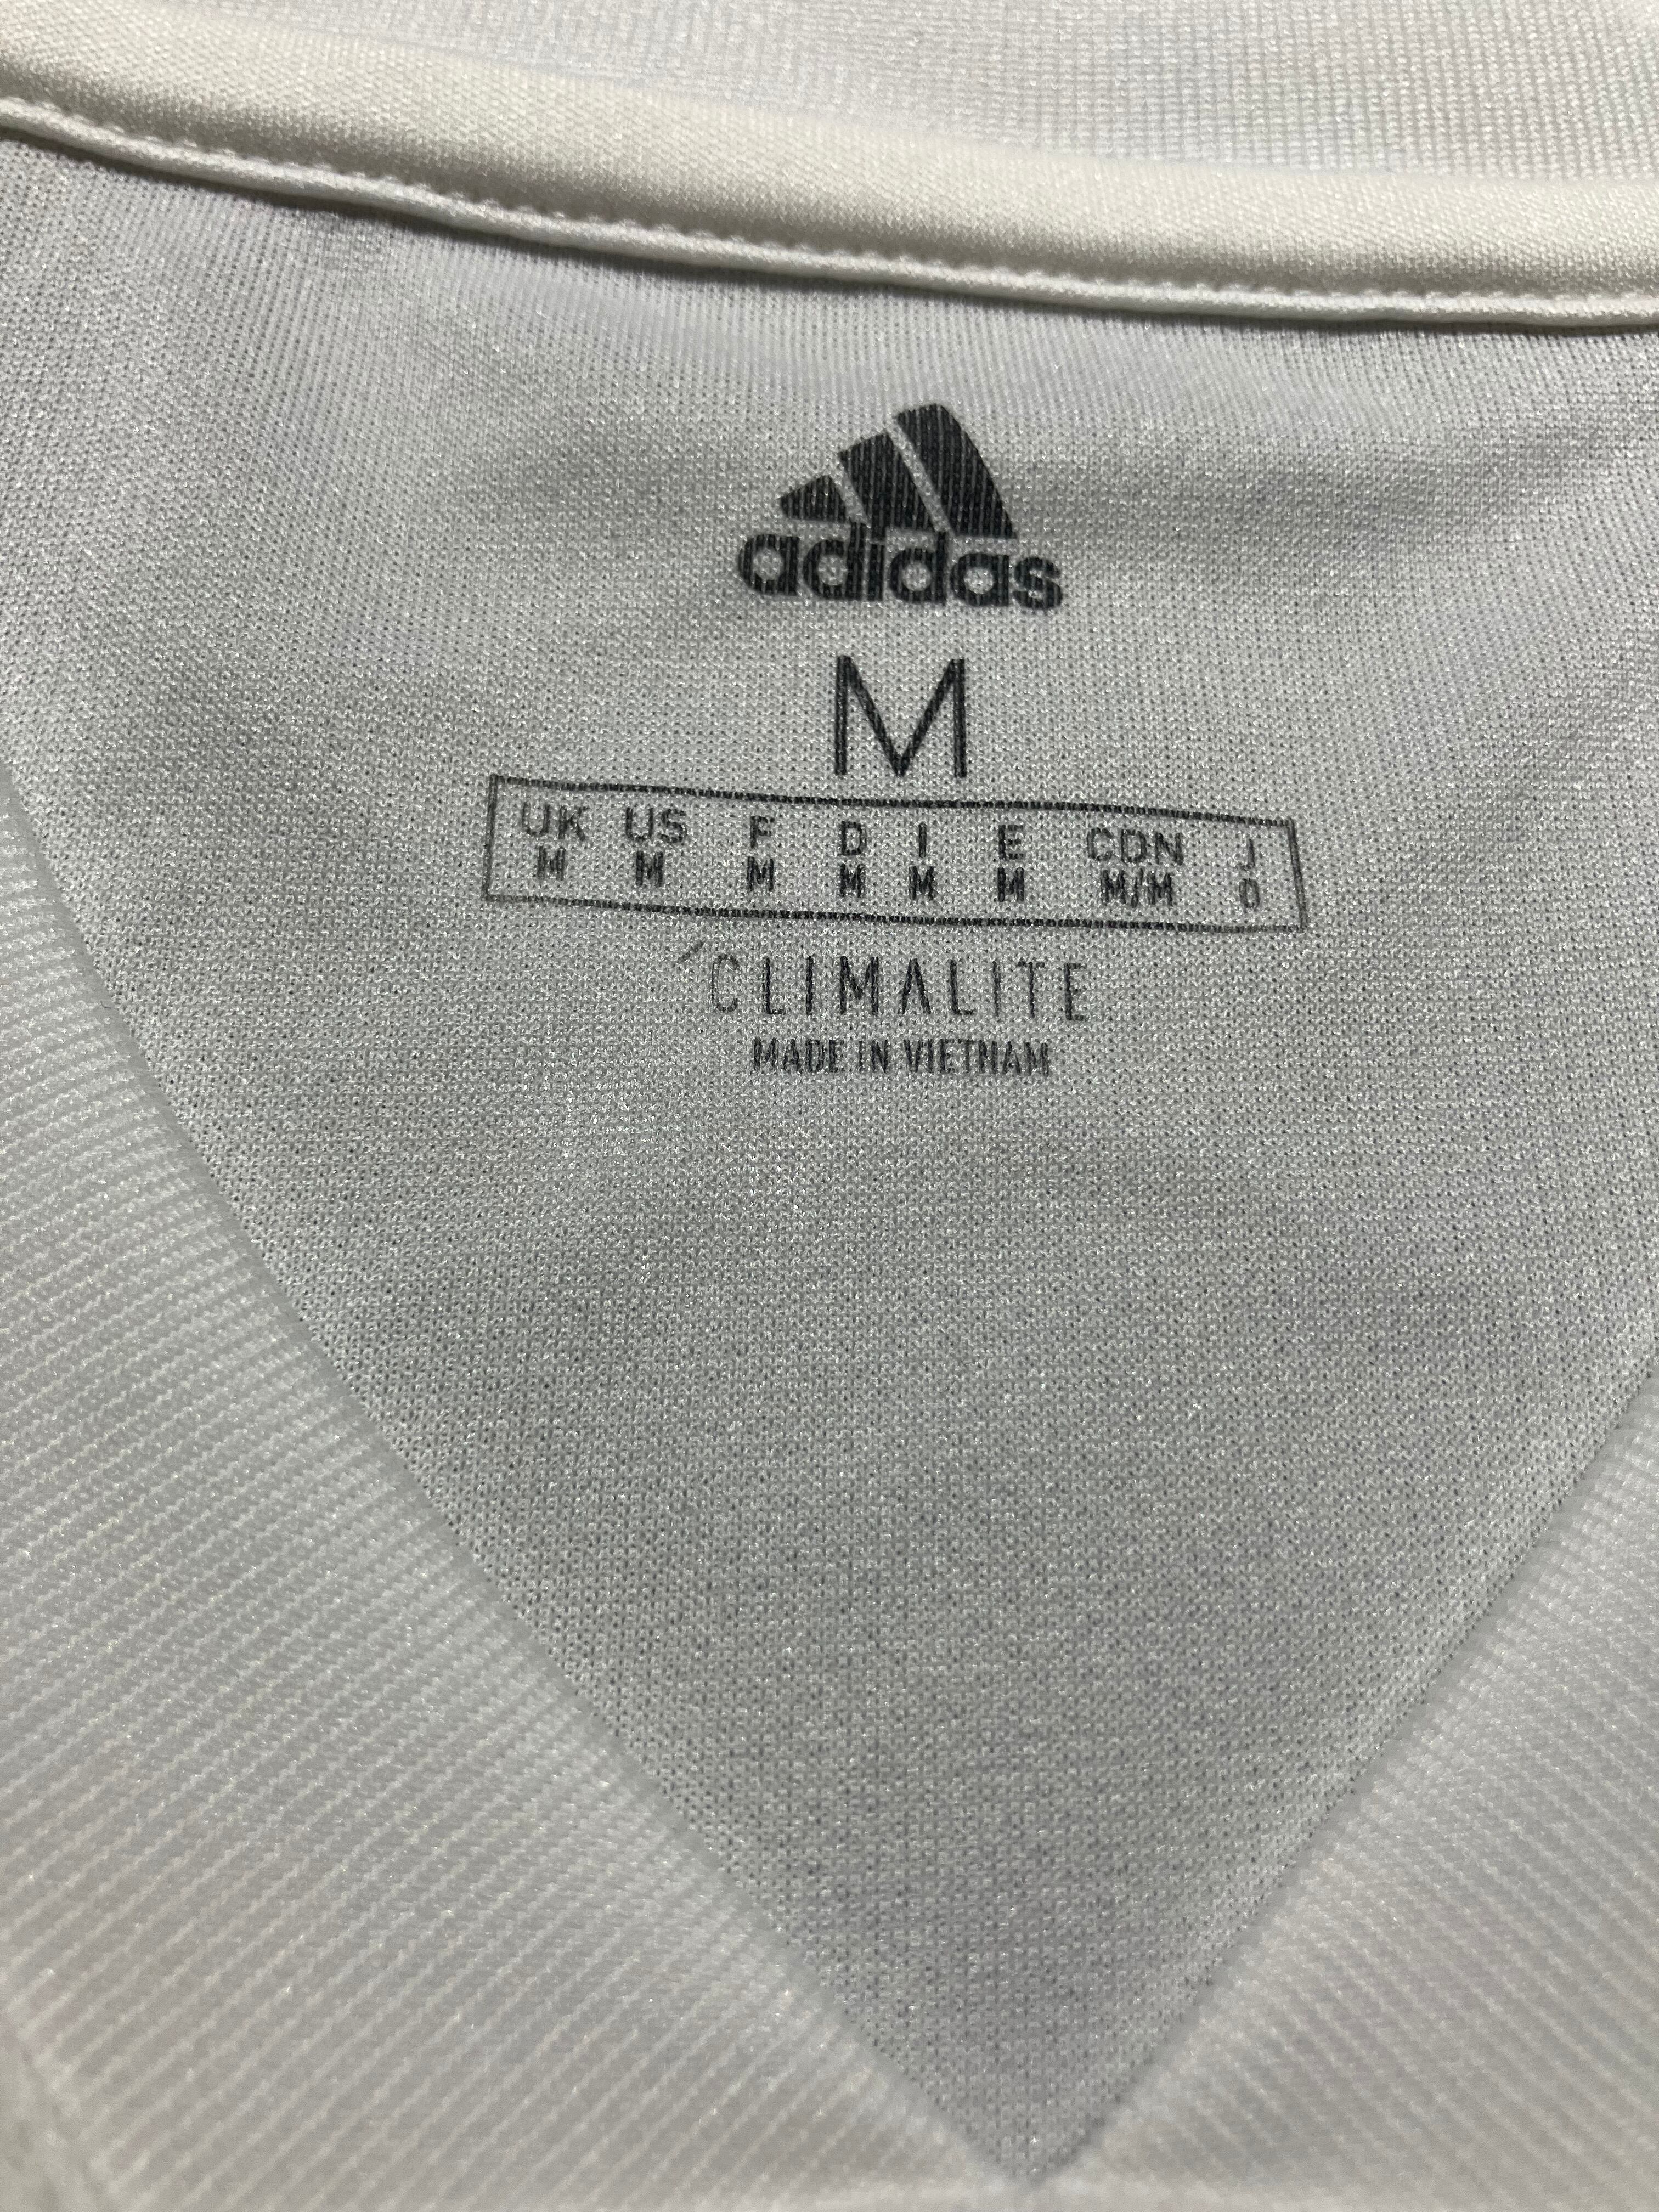 adidas
M
UK US F D I E CDN J
M M M M M M M/M O
CLIMALITE
MADE IN VIETNAM